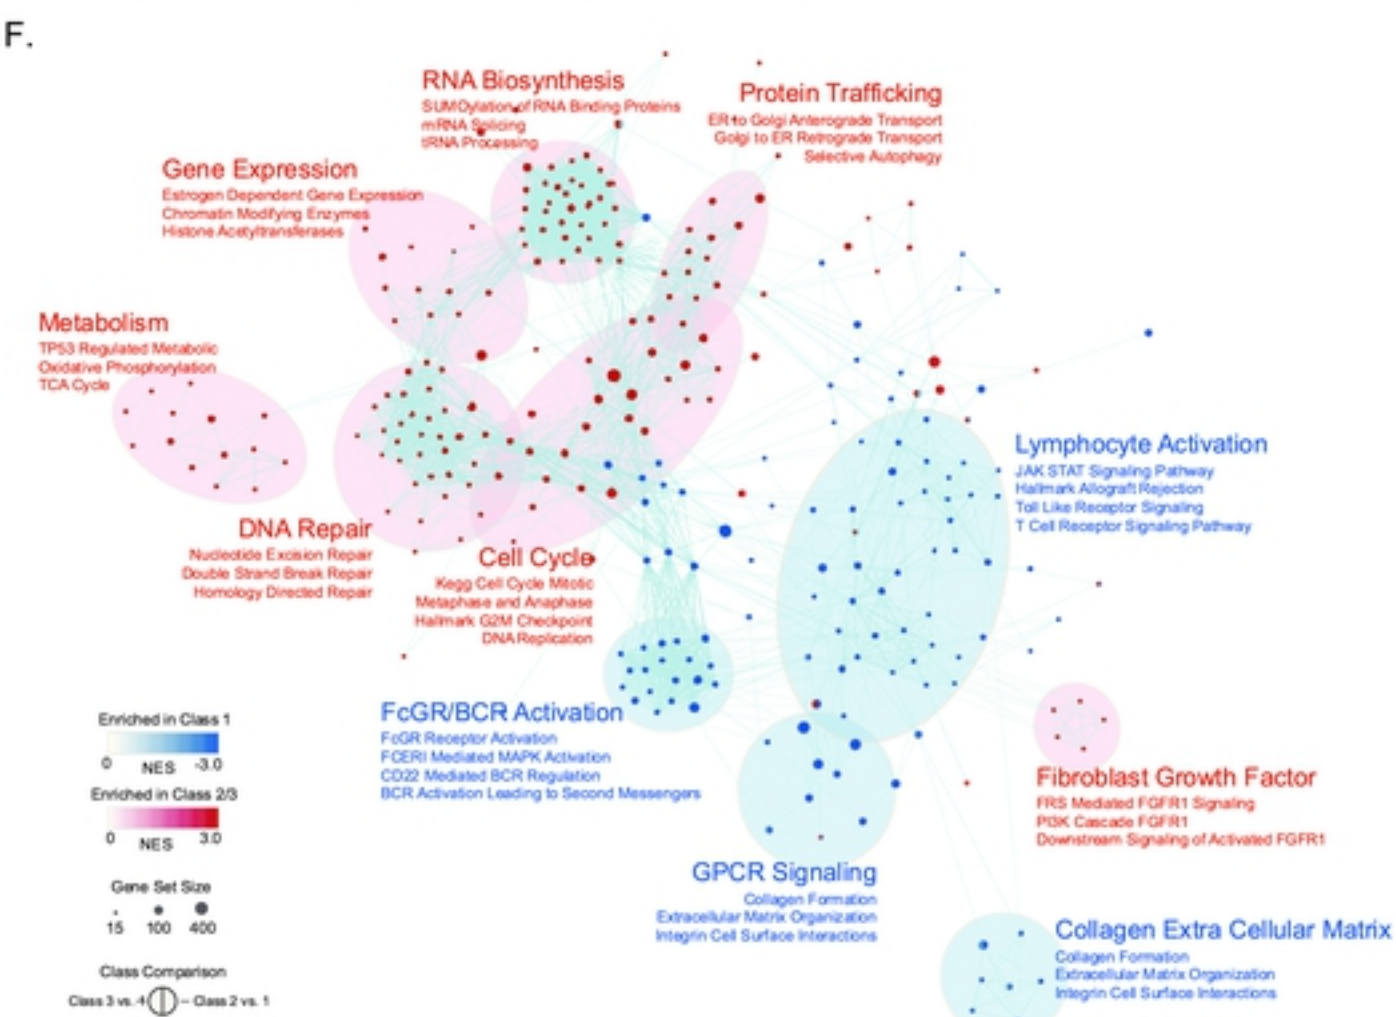 F.
RNA Biosynthesis
SUMOylation of RNA Binding Proteins
mRNA Splicing
tRNA Processing
Protein Trafficking
ER to Golgi Anterograde Transport
Golgi to ER Retrograde Transport
Selective Autophagy
Gene Expression
Estrogen Dependent Gene Expression
Chromatin Modifying Enzymes
Histone Acetyltransferases
Metabolism
TP53 Regulated Metabolic
Oxidative Phosphorylation
TCA Cycle
Lymphocyte Activation
JAK STAT Signaling Pathway
Hallmark Allograft Rejection
Toll Like Receptor Signaling
T Cell Receptor Signaling Pathway
DNA Repair
Nucleotide Excision Repair
Double Strand Break Repair
Homology Directed Repair
Cell Cycle
Kegg Cell Cycle Mitotic
Metaphase and Anaphase
Hallmark G2M Checkpoint
DNA Replication
FcGR/BCR Activation
FcGR Receptor Activation
FCERI Mediated MAPK Activation
CD22 Mediated BCR Regulation
BCR Activation Leading to Second Messengers
Fibroblast Growth Factor
FRS Mediated FGFR1 Signaling
PI3K Cascade FGFR1
Downstream Signaling of Activated FGFR1
GPCR Signaling
Collagen Formation
Extracellular Matrix Organization
Integrin Cell Surface Interactions
Collagen Extra Cellular Matrix
Collagen Formation
Extracellular Matrix Organization
Integrin Cell Surface Interactions
Enriched in Class 1
0 NES -3.0
Enriched in Class 2/3
0 NES 3.0
Gene Set Size
15 100 400
Class Comparison
Class 3 vs. 4 – Class 2 vs. 1